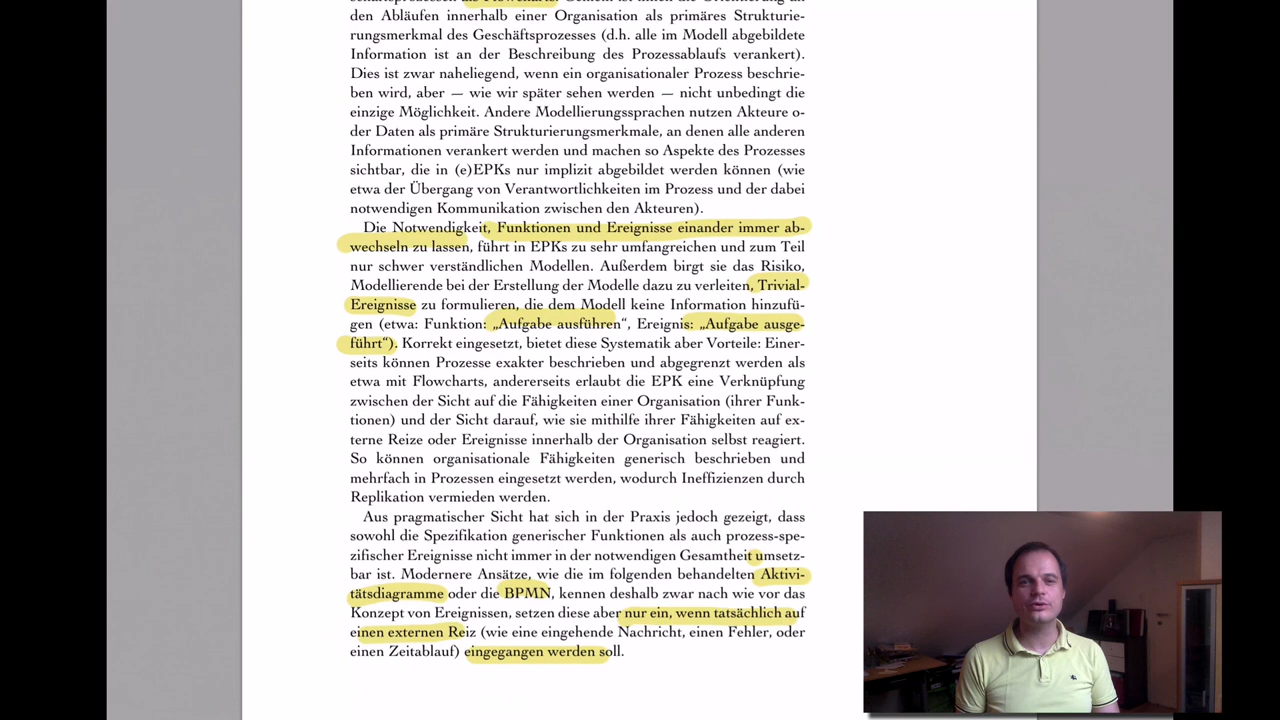 schaftsprozessen als Flowcharts. Gemein ist ihnen die Orientierung an
den Abläufen innerhalb einer Organisation als primäres Strukturie-
rungsmerkmal des Geschäftsprozesses (d.h. alle im Modell abgebildete
Information ist an der Beschreibung des Prozessablaufs verankert).
Dies ist zwar naheliegend, wenn ein organisationaler Prozess beschrie-
ben wird, aber — wie wir später sehen werden — nicht unbedingt die
einzige Möglichkeit. Andere Modellierungssprachen nutzen Akteure o-
der Daten als primäre Strukturierungsmerkmale, an denen alle anderen
Informationen verankert werden und machen so Aspekte des Prozesses
sichtbar, die in (e)EPKs nur implizit abgebildet werden können (wie
etwa der Übergang von Verantwortlichkeiten im Prozess und der dabei
notwendigen Kommunikation zwischen den Akteuren).
Die Notwendigkeit, Funktionen und Ereignisse einander immer ab-
wechseln zu lassen, führt in EPKs zu sehr umfangreichen und zum Teil
nur schwer verständlichen Modellen. Außerdem birgt sie das Risiko,
Modellierende bei der Erstellung der Modelle dazu zu verleiten, Trivial-
Ereignisse zu formulieren, die dem Modell keine Information hinzufü-
gen (etwa: Funktion: „Aufgabe ausführen“, Ereignis: „Aufgabe ausge-
führt“). Korrekt eingesetzt, bietet diese Systematik aber Vorteile: Einer-
seits können Prozesse exakter beschrieben und abgegrenzt werden als
etwa mit Flowcharts, andererseits erlaubt die EPK eine Verknüpfung
zwischen der Sicht auf die Fähigkeiten einer Organisation (ihrer Funk-
tionen) und der Sicht darauf, wie sie mithilfe ihrer Fähigkeiten auf ex-
terne Reize oder Ereignisse innerhalb der Organisation selbst reagiert.
So können organisationale Fähigkeiten generisch beschrieben und
mehrfach in Prozessen eingesetzt werden, wodurch Ineffizienzen durch
Replikation vermieden werden.
Aus pragmatischer Sicht hat sich in der Praxis jedoch gezeigt, dass
sowohl die Spezifikation generischer Funktionen als auch prozess-spe-
zifischer Ereignisse nicht immer in der notwendigen Gesamtheit umsetz-
bar ist. Modernere Ansätze, wie die im folgenden behandelten Aktivi-
tätsdiagramme oder die BPMN, kennen deshalb zwar nach wie vor das
Konzept von Ereignissen, setzen diese aber nur ein, wenn tatsächlich auf
einen externen Reiz (wie eine eingehende Nachricht, einen Fehler, oder
einen Zeitablauf) eingegangen werden soll.